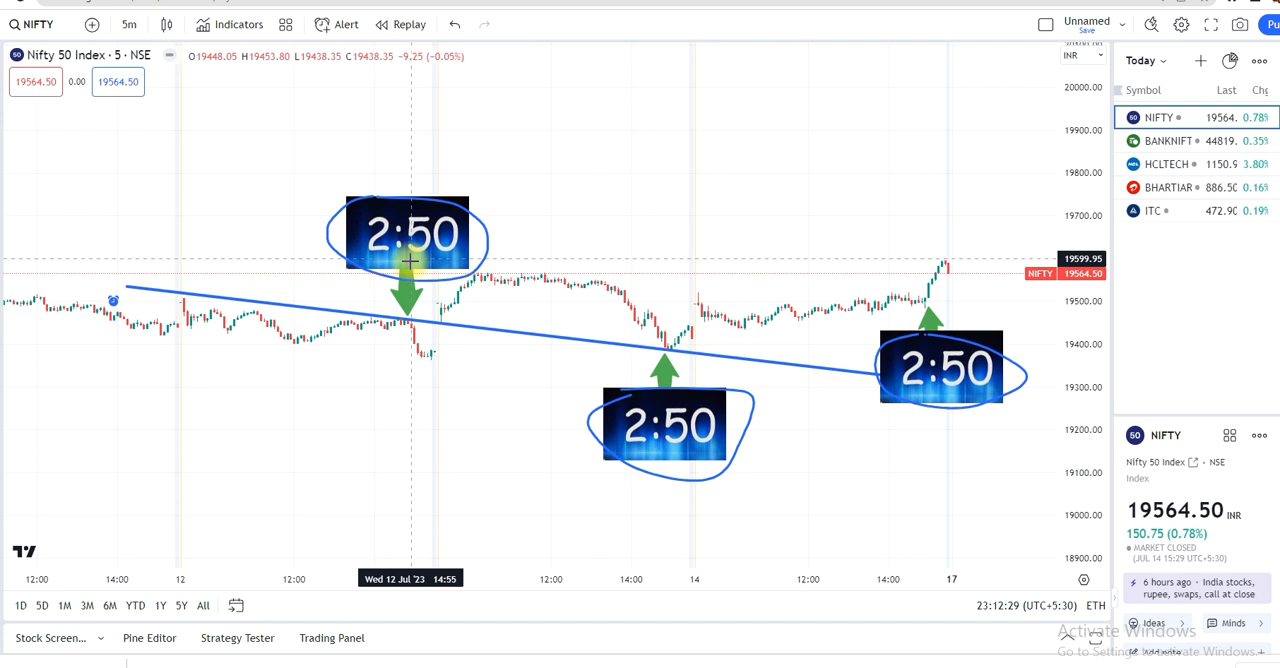 NIFTY 5m Indicators Alert Replay Unnamed Save
50 Nifty 50 Index · 5 · NSE O19448.05 H19453.80 L19438.35 C19438.35 −9.25 (−0.05%)
19564.50 0.00 19564.50
INR
20000.00
19900.00
19800.00
19700.00
19599.95
NIFTY 19564.50
19500.00
19400.00
19300.00
19200.00
19100.00
19000.00
18900.00
2:50
2:50
2:50
12:00 14:00 12 12:00 Wed 12 Jul '23 14:55 12:00 14:00 14 12:00 14:00 17
1D 5D 1M 3M 6M YTD 1Y 5Y All 23:12:29 (UTC+5:30) ETH
Stock Screen... Pine Editor Strategy Tester Trading Panel
Today
Symbol Last Chg
50 NIFTY 19564. 0.78%
BANKNIFT 44819. 0.35%
HCLTECH 1150.9 3.80%
BHARTIAR 886.50 0.16%
ITC 472.90 0.19%
50 NIFTY
Nifty 50 Index · NSE
Index
19564.50 INR
150.75 (0.78%)
MARKET CLOSED
(JUL 14 15:29 UTC+5:30)
6 hours ago · India stocks,
rupee, swaps, call at close
Ideas Minds
Activate Windows
Go to Settings to activate Windows.